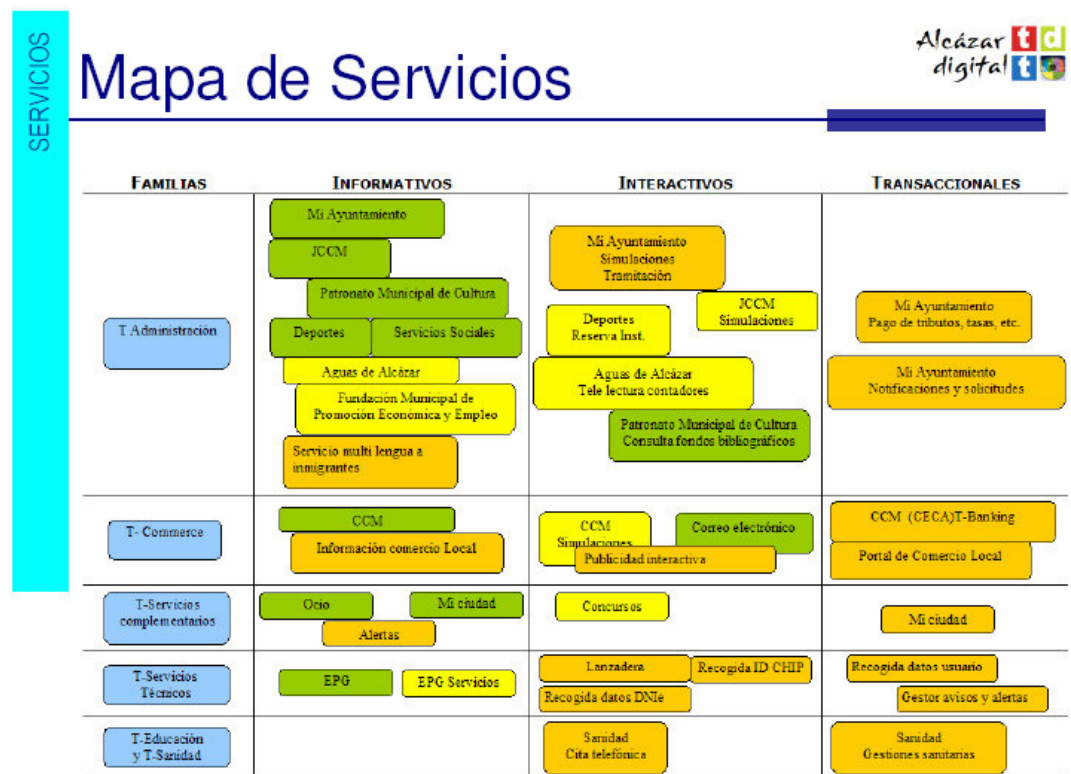 SERVICIOS
Mapa de Servicios
Alcázar
digital
td
t
FAMILIAS
INFORMATIVOS
INTERACTIVOS
TRANSACCIONALES
T Administración
Mi Ayuntamiento
JCCM
Patronato Municipal de Cultura
Deportes
Servicios Sociales
Aguas de Alcázar
Fundación Municipal de
Promoción Económica y Empleo
Servicio multi lengua a
inmigrantes
Mi Ayuntamiento
Simulaciones
Tramitación
JCCM
Simulaciones
Deportes
Reserva Inst.
Aguas de Alcázar
Tele lectura contadores
Patronato Municipal de Cultura
Consulta fondos bibliográficos
Mi Ayuntamiento
Pago de tributos, tasas, etc.
Mi Ayuntamiento
Notificaciones y solicitudes
T- Commerce
CCM
Información comercio Local
CCM
Simulaciones
Correo electrónico
Publicidad interactiva
CCM (CECA)T-Banking
Portal de Comercio Local
T-Servicios
complementarios
Ocio
Mi ciudad
Alertas
Concursos
Mi ciudad
T-Servicios
Técnicos
EPG
EPG Servicios
Lanzadera
Recogida ID CHIP
Recogida datos DNIe
Recogida datos usuario
Gestor avisos y alertas
T-Educación
y T-Sanidad
Sanidad
Cita telefónica
Sanidad
Gestiones sanitarias